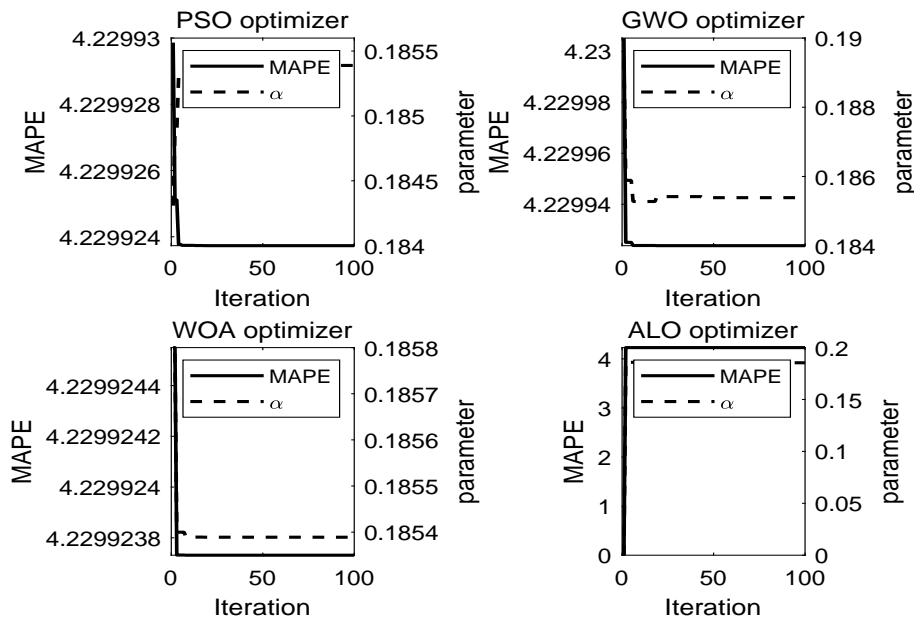 PSO optimizer
4.22993
4.229928
4.229926
4.229924
MAPE
MAPE
α
0.1855
0.185
0.1845
0.184
parameter
0
50
100
Iteration
GWO optimizer
4.23
4.22998
4.22996
4.22994
MAPE
MAPE
α
0.19
0.188
0.186
0.184
parameter
0
50
100
Iteration
WOA optimizer
4.2299244
4.2299242
4.229924
4.2299238
MAPE
MAPE
α
0.1858
0.1857
0.1856
0.1855
0.1854
parameter
0
50
100
Iteration
ALO optimizer
4
3
2
1
0
MAPE
MAPE
α
0.2
0.15
0.1
0.05
0
parameter
0
50
100
Iteration